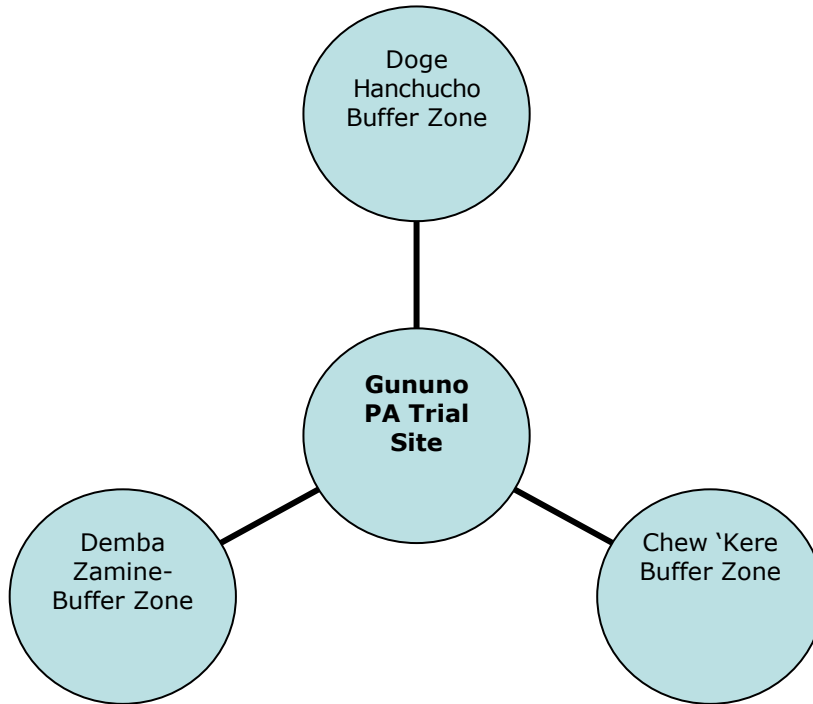 Doge
Hanchucho
Buffer Zone
Gununo
PA Trial
Site
Demba
Zamine-
Buffer Zone
Chew ‘Kere
Buffer Zone